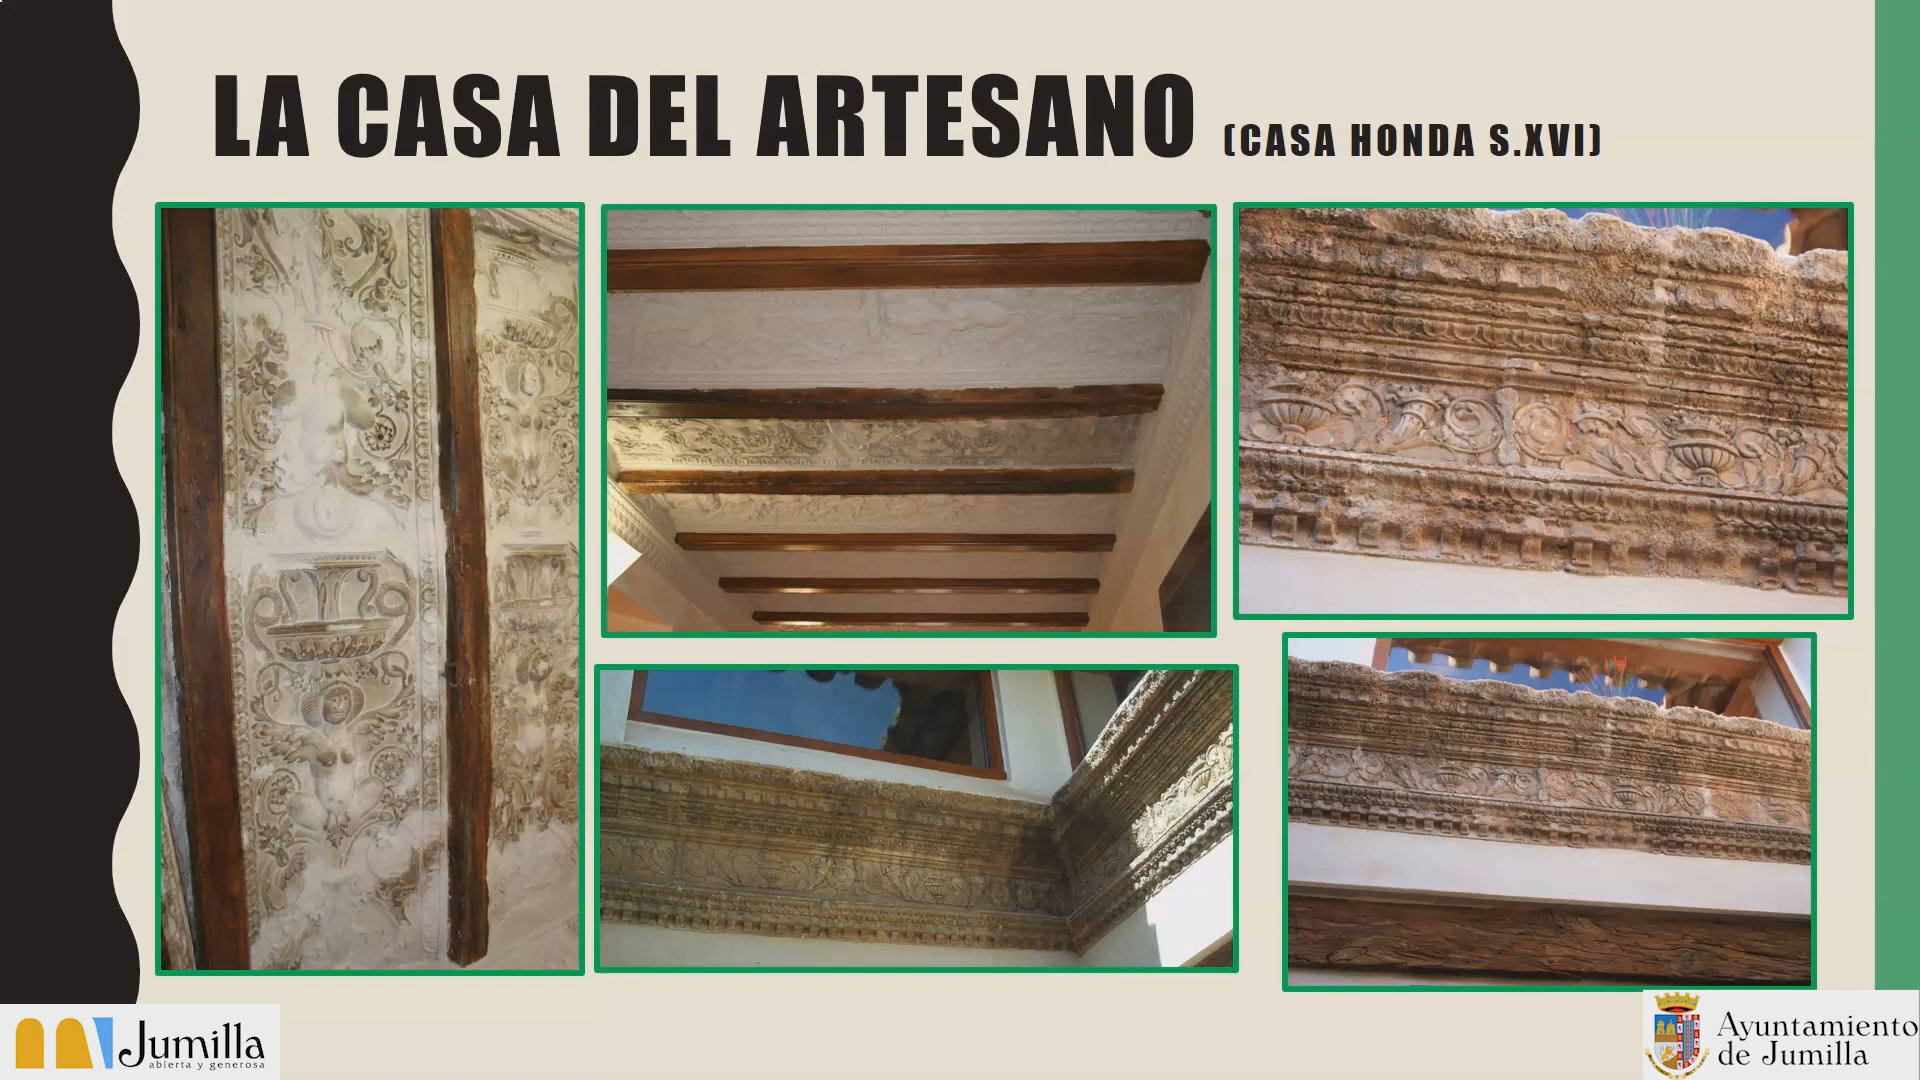 LA CASA DEL ARTESANO (CASA HONDA S.XVI)
Jumilla
abierta y generosa
Ayuntamiento
de Jumilla